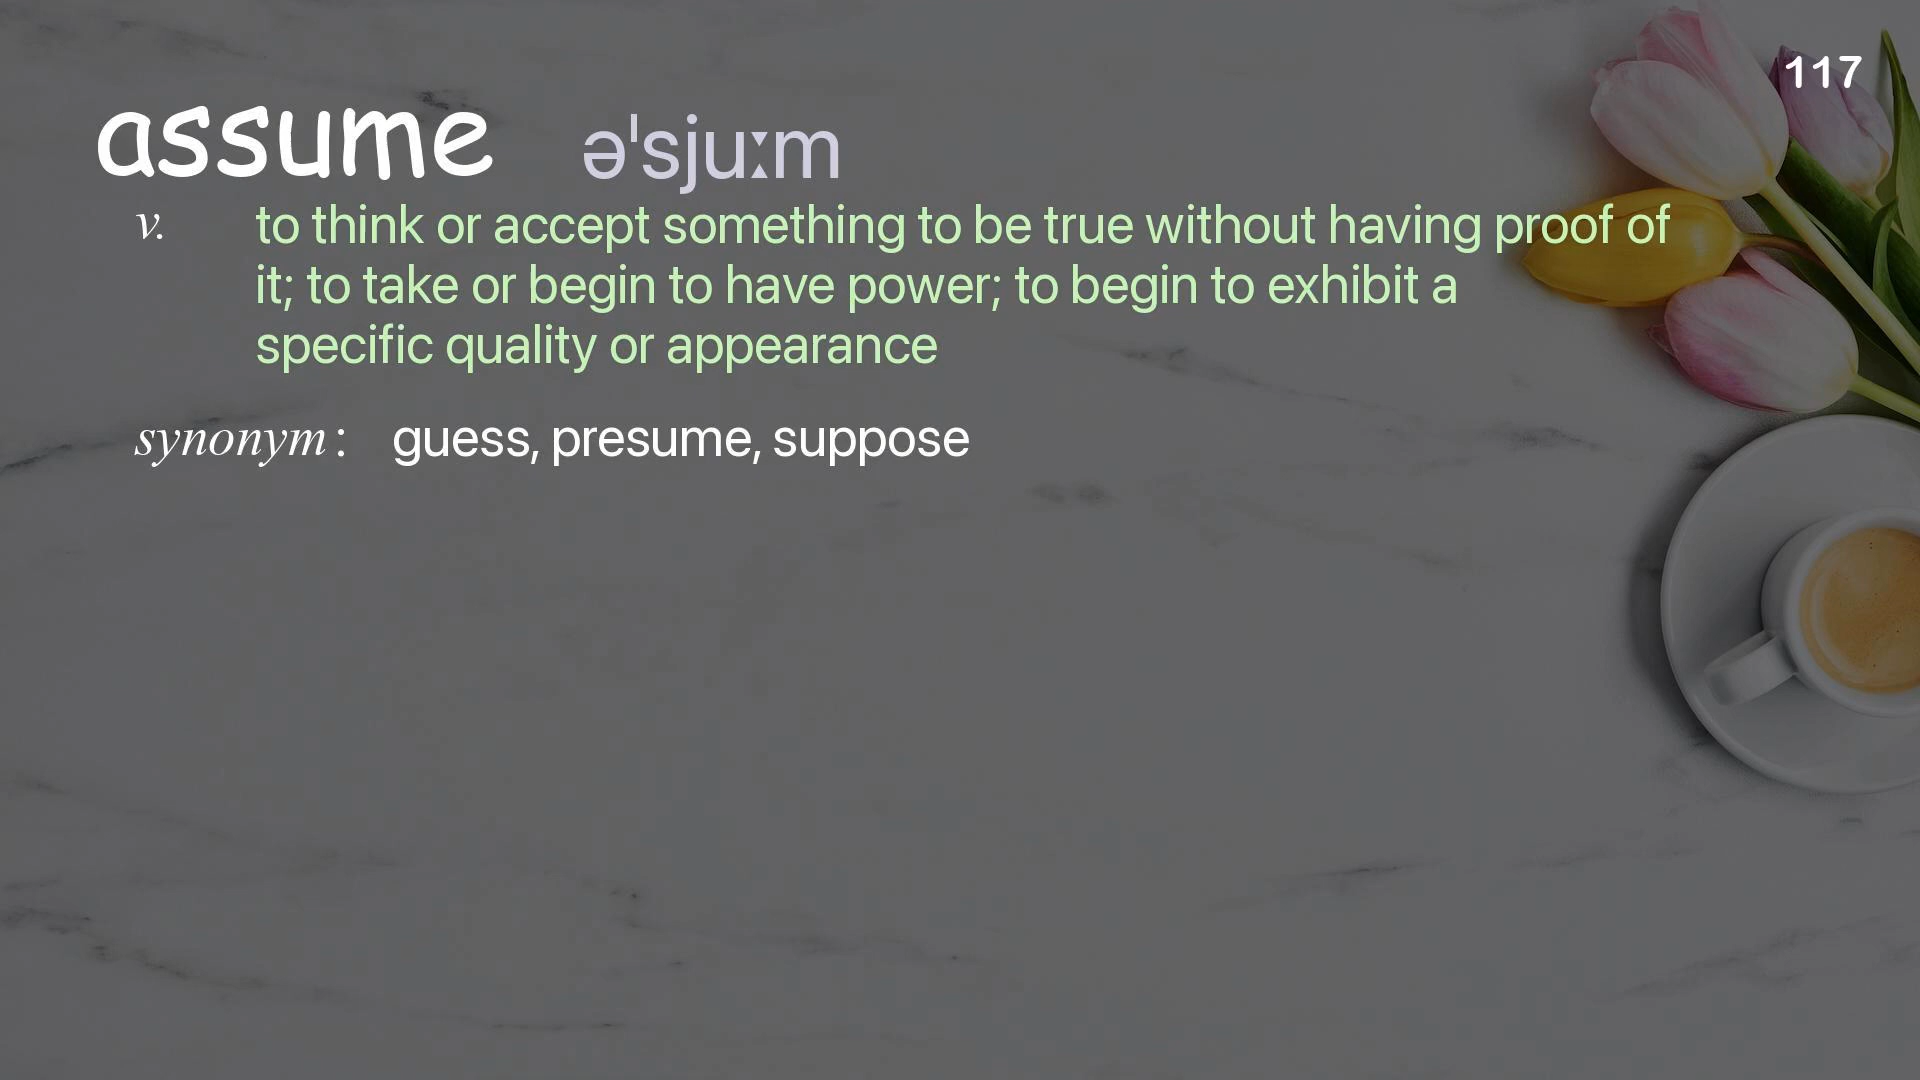 117
assume əˈsjuːm
v. to think or accept something to be true without having proof of
it; to take or begin to have power; to begin to exhibit a
specific quality or appearance
synonym : guess, presume, suppose